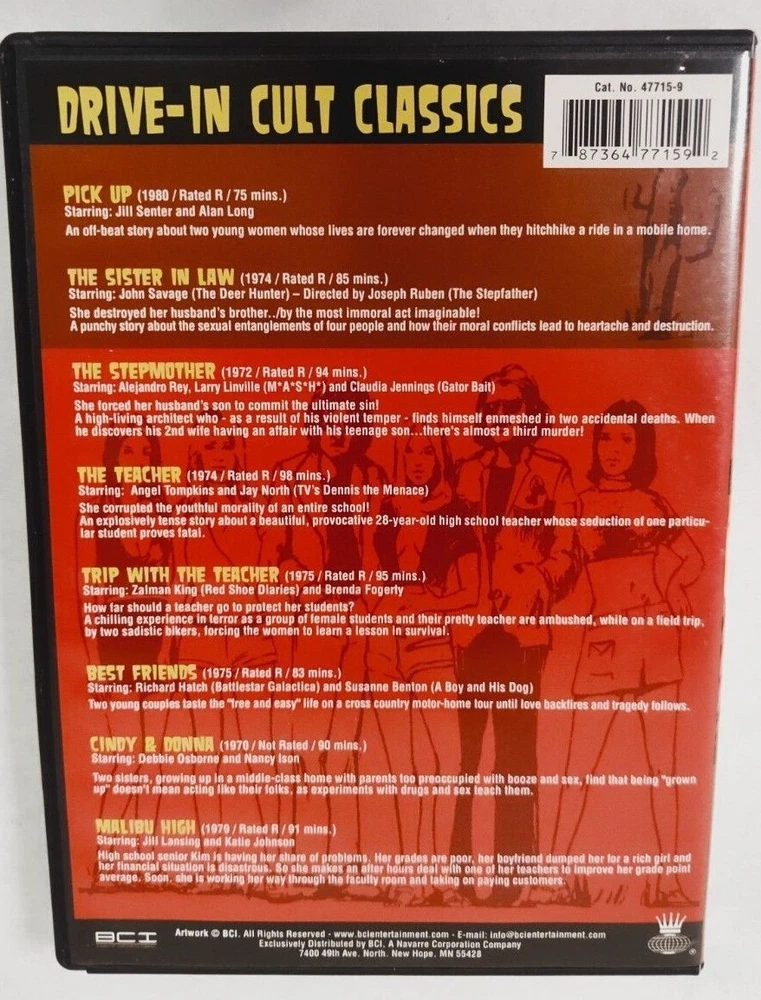 DRIVE-IN CULT CLASSICS
Cat. No. 47715-9
7 87364 77159 2
PICK UP (1980 / Rated R / 75 mins.)
Starring: Jill Senter and Alan Long
An off-beat story about two young women whose lives are forever changed when they hitchhike a ride in a mobile home.
THE SISTER IN LAW (1974 / Rated R / 85 mins.)
Starring: John Savage (The Deer Hunter) – Directed by Joseph Ruben (The Stepfather)
She destroyed her husband's brother../by the most immoral act imaginable!
A punchy story about the sexual entanglements of four people and how their moral conflicts lead to heartache and destruction.
THE STEPMOTHER (1972 / Rated R / 94 mins.)
Starring: Alejandro Rey, Larry Linville (M*A*S*H*) and Claudia Jennings (Gator Bait)
She forced her husband's son to commit the ultimate sin!
A high-living architect who - as a result of his violent temper - finds himself enmeshed in two accidental deaths. When
he discovers his 2nd wife having an affair with his teenage son...there's almost a third murder!
THE TEACHER (1974 / Rated R / 98 mins.)
Starring: Angel Tompkins and Jay North (TV's Dennis the Menace)
She corrupted the youthful morality of an entire school!
An explosively tense story about a beautiful, provocative 28-year-old high school teacher whose seduction of one particu-
lar student proves fatal.
TRIP WITH THE TEACHER (1975 / Rated R / 95 mins.)
Starring: Zalman King (Red Shoe Diaries) and Brenda Fogerty
How far should a teacher go to protect her students?
A chilling experience in terror as a group of female students and their pretty teacher are ambushed, while on a field trip,
by two sadistic bikers, forcing the women to learn a lesson in survival.
BEST FRIENDS (1975 / Rated R / 83 mins.)
Starring: Richard Hatch (Battlestar Galactica) and Susanne Benton (A Boy and His Dog)
Two young couples taste the "free and easy" life on a cross country motor-home tour until love backfires and tragedy follows.
CINDY & DONNA (1970 / Not Rated / 90 mins.)
Starring: Debbie Osborne and Nancy Ison
Two sisters, growing up in a middle-class home with parents too preoccupied with booze and sex, find that being "grown
up" doesn't mean acting like their folks, as experiments with drugs and sex teach them.
MALIBU HIGH (1979 / Rated R / 91 mins.)
Starring: Jill Lansing and Katie Johnson
High school senior Kim is having her share of problems. Her grades are poor, her boyfriend dumped her for a rich girl and
her financial situation is disastrous. So she makes an after hours deal with one of her teachers to improve her grade point
average. Soon, she is working her way through the faculty room and taking on paying customers.
BCI
Artwork © BCI. All Rights Reserved - www.bcientertainment.com - E-mail: info@bcientertainment.com
Exclusively Distributed by BCI, A Navarre Corporation Company
7400 49th Ave. North, New Hope, MN 55428